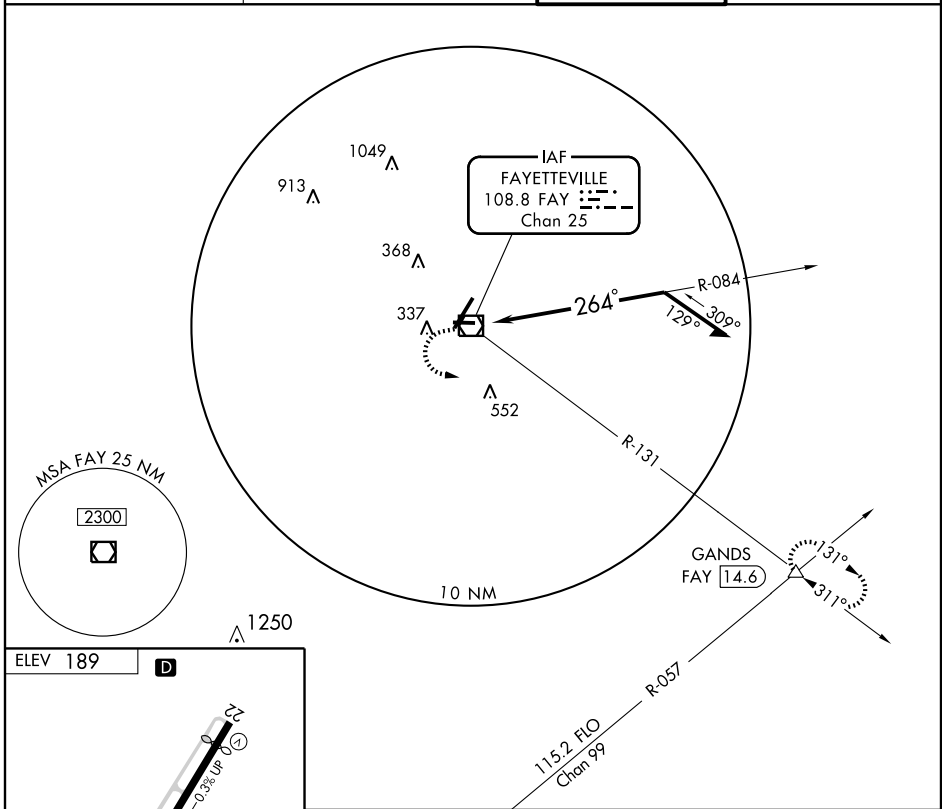 1049
913
368
337
552
IAF
FAYETTEVILLE
108.8 FAY
Chan 25
R-084
264°
309°
129°
R-131
MSA FAY 25 NM
2300
10 NM
GANDS
FAY 14.6
131°
311°
1250
ELEV 189
D
22
V
0.3% UP
R-057
115.2 FLO
Chan 99